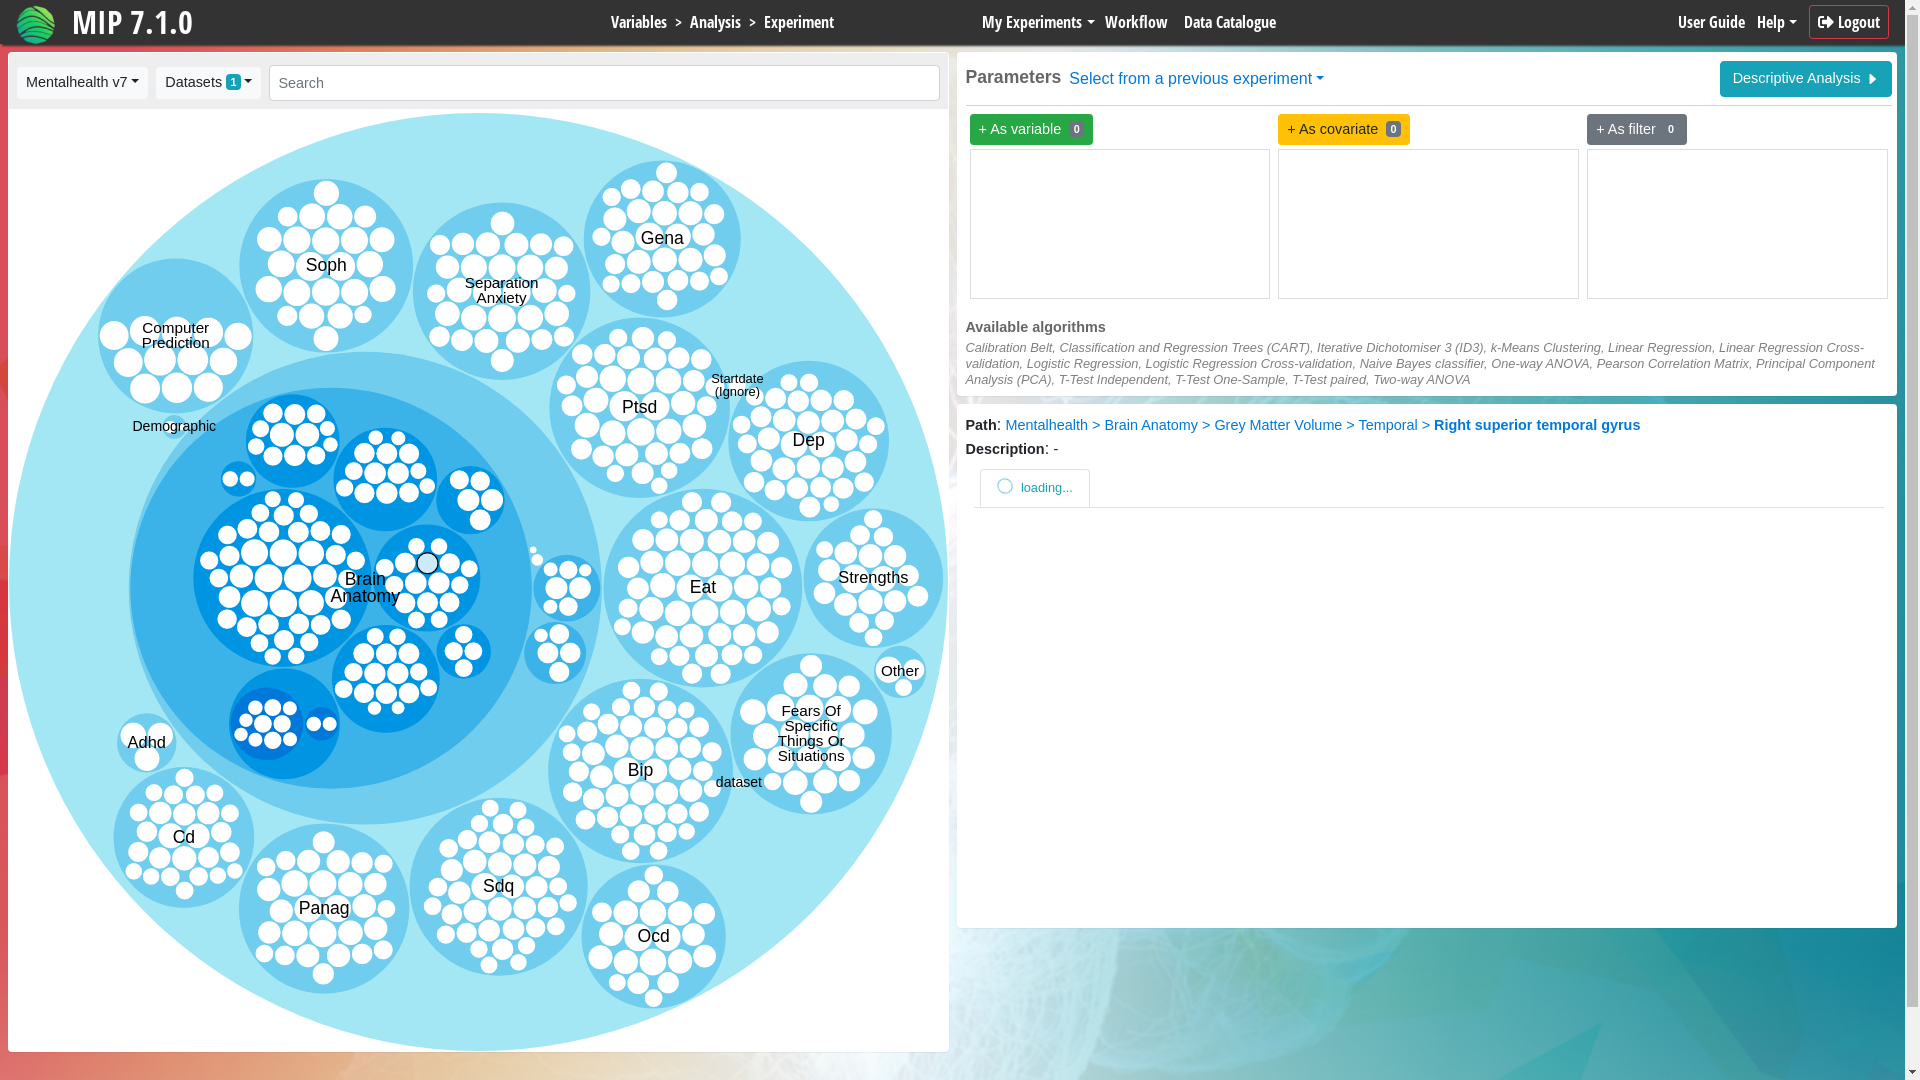 MIP 7.1.0
Variables > Analysis > Experiment
My Experiments Workflow Data Catalogue
User Guide Help Logout
Mentalhealth v7 Datasets 1 Search
Parameters Select from a previous experiment Descriptive Analysis
+ As variable 0 + As covariate 0 + As filter 0
Available algorithms
Calibration Belt, Classification and Regression Trees (CART), Iterative Dichotomiser 3 (ID3), k-Means Clustering, Linear Regression, Linear Regression Cross-
validation, Logistic Regression, Logistic Regression Cross-validation, Naive Bayes classifier, One-way ANOVA, Pearson Correlation Matrix, Principal Component
Analysis (PCA), T-Test Independent, T-Test One-Sample, T-Test paired, Two-way ANOVA
Path: Mentalhealth > Brain Anatomy > Grey Matter Volume > Temporal > Right superior temporal gyrus
Description: -
loading...
Gena
Soph
Separation
Anxiety
Computer
Prediction
Startdate
(Ignore)
Ptsd
Demographic
Dep
Brain
Anatomy
Eat
Strengths
Other
Fears Of
Specific
Things Or
Situations
Adhd
Bip
dataset
Cd
Sdq
Panag
Ocd